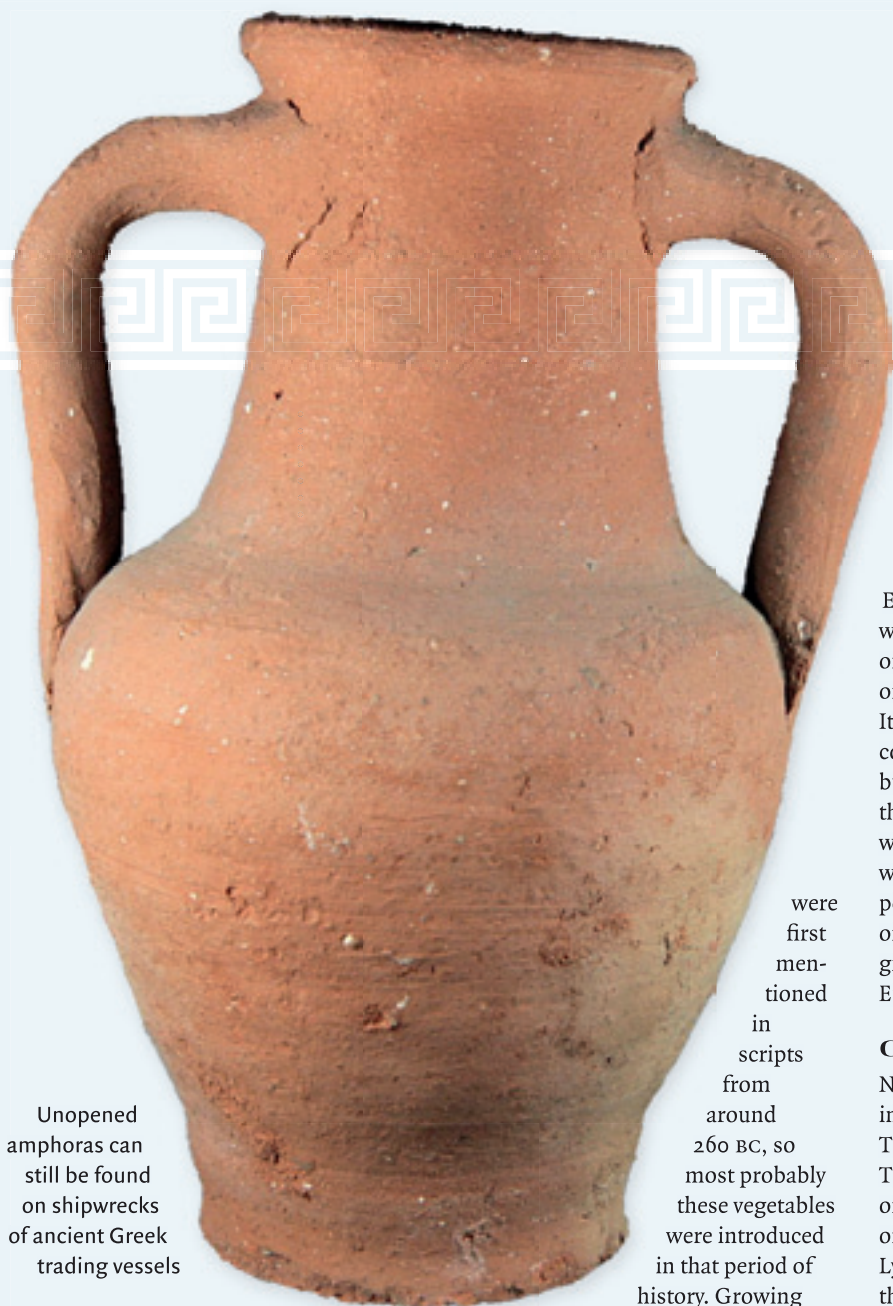 Unopened
amphoras can
still be found
on shipwrecks
of ancient Greek
trading vessels
were
first
men-
tioned
in
scripts
from
around
260 BC, so
most probably
these vegetables
were introduced
in that period of
history. Growing